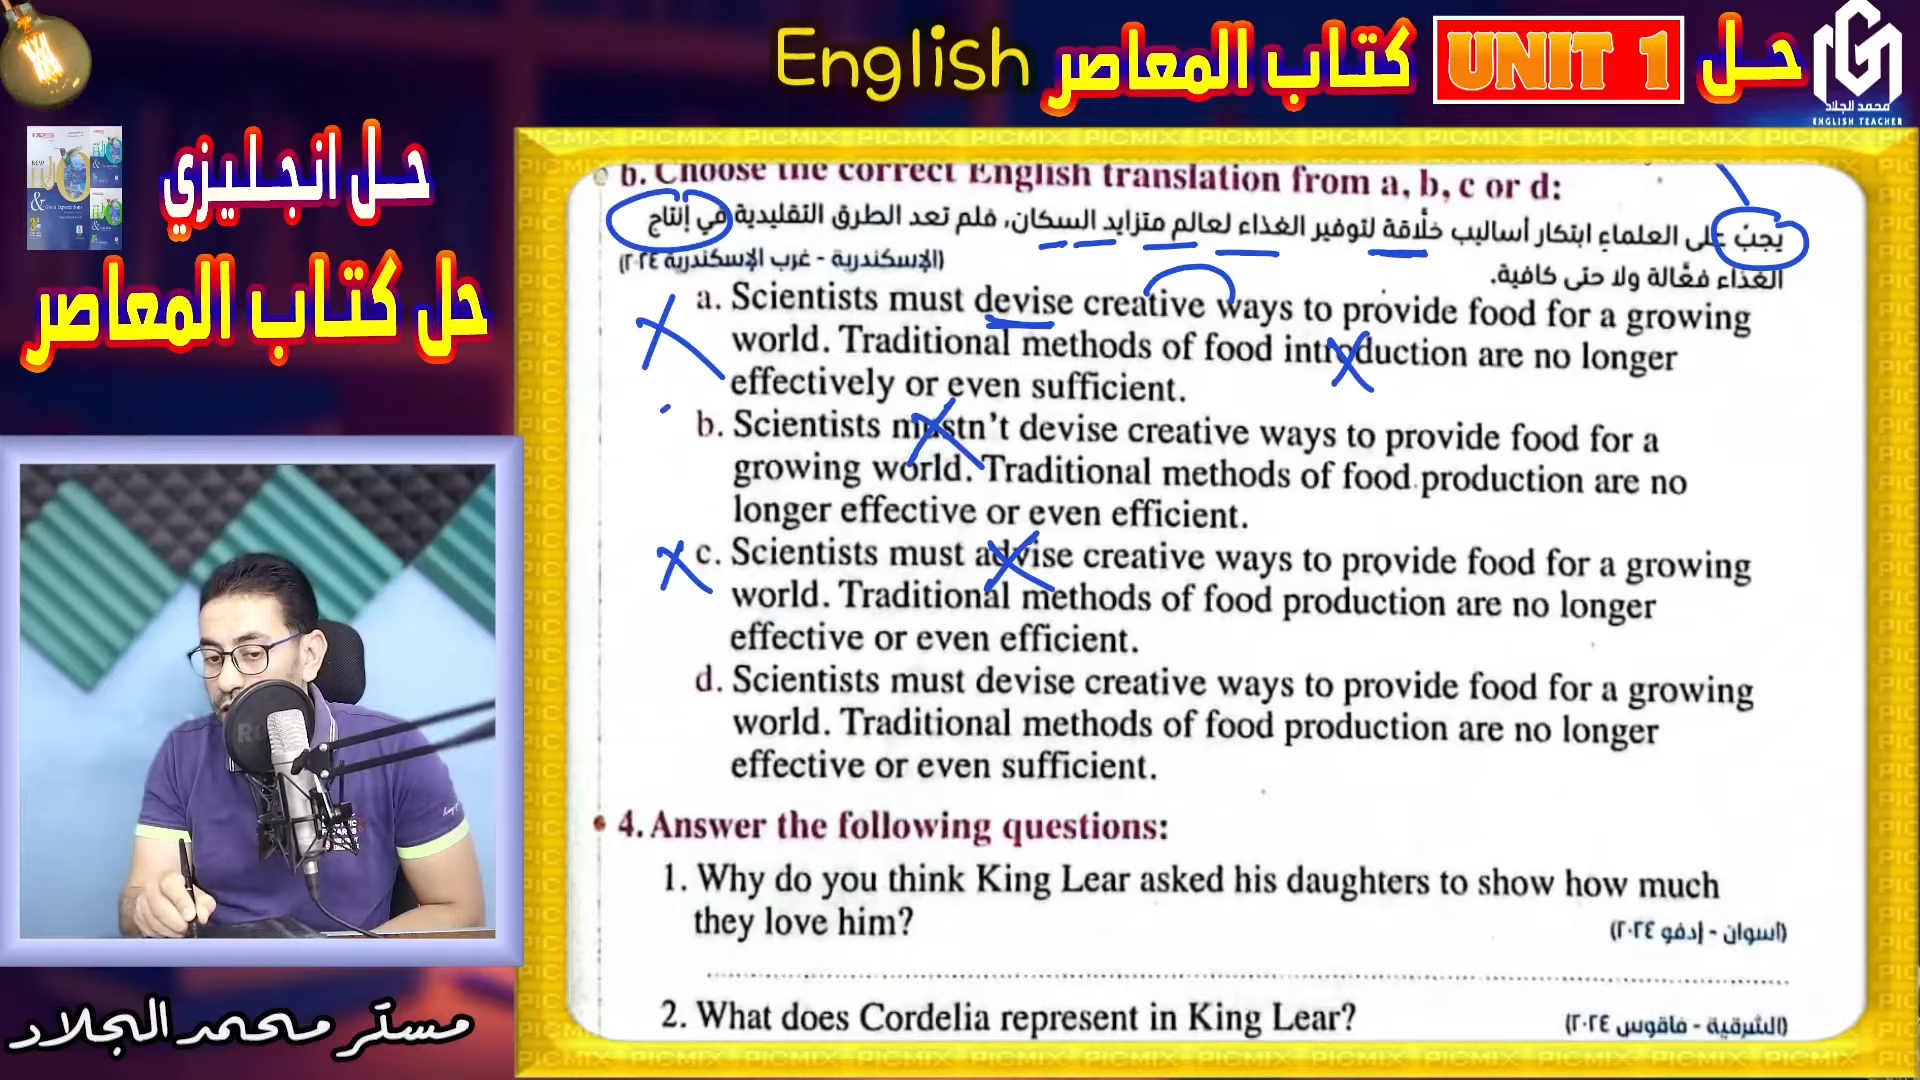 حل UNIT 1 كتاب المعاصر English
محمد الجلاد
ENGLISH TEACHER
حل انجليزي
حل كتاب المعاصر
b. Choose the correct English translation from a, b, c or d:
يجبُ على العلماءِ ابتكار أساليب خلَّاقة لتوفير الغذاء لعالم متزايد السكان، فلم تعد الطرق التقليدية في إنتاج
الغذاء فعَّالة ولا حتى كافية.
(الإسكندرية - غرب الإسكندرية ٢٠٢٤)
a. Scientists must devise creative ways to provide food for a growing
world. Traditional methods of food introduction are no longer
effectively or even sufficient.
b. Scientists mustn't devise creative ways to provide food for a
growing world. Traditional methods of food production are no
longer effective or even efficient.
c. Scientists must advise creative ways to provide food for a growing
world. Traditional methods of food production are no longer
effective or even efficient.
d. Scientists must devise creative ways to provide food for a growing
world. Traditional methods of food production are no longer
effective or even sufficient.
4. Answer the following questions:
1. Why do you think King Lear asked his daughters to show how much
they love him?
(أسوان - إدفو ٢٠٢٤)
2. What does Cordelia represent in King Lear?
(الشرقية - فاقوس ٢٠٢٤)
مستر محمد الجلاد